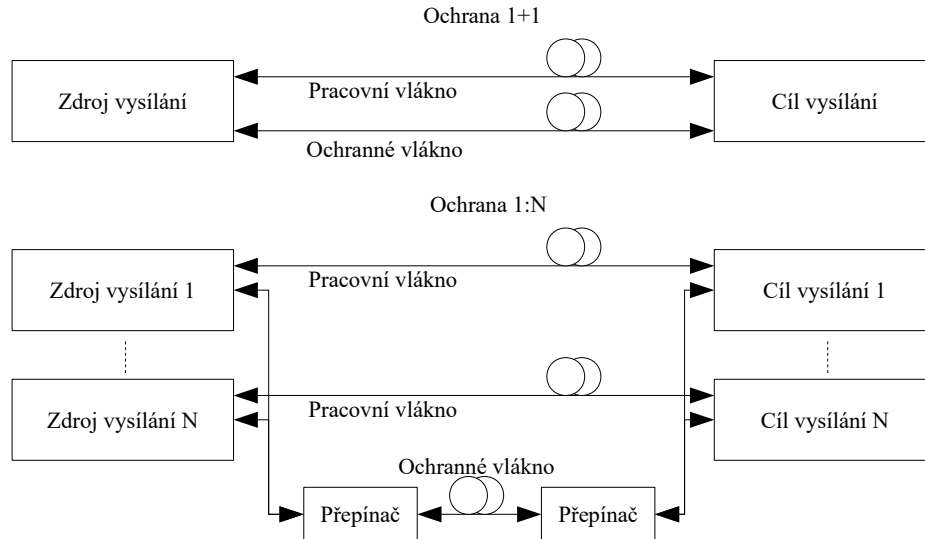 Ochrana 1+1
Zdroj vysílání
Pracovní vlákno
Cíl vysílání
Ochranné vlákno
Ochrana 1:N
Zdroj vysílání 1
Pracovní vlákno
Cíl vysílání 1
Zdroj vysílání N
Pracovní vlákno
Cíl vysílání N
Ochranné vlákno
Přepínač
Přepínač